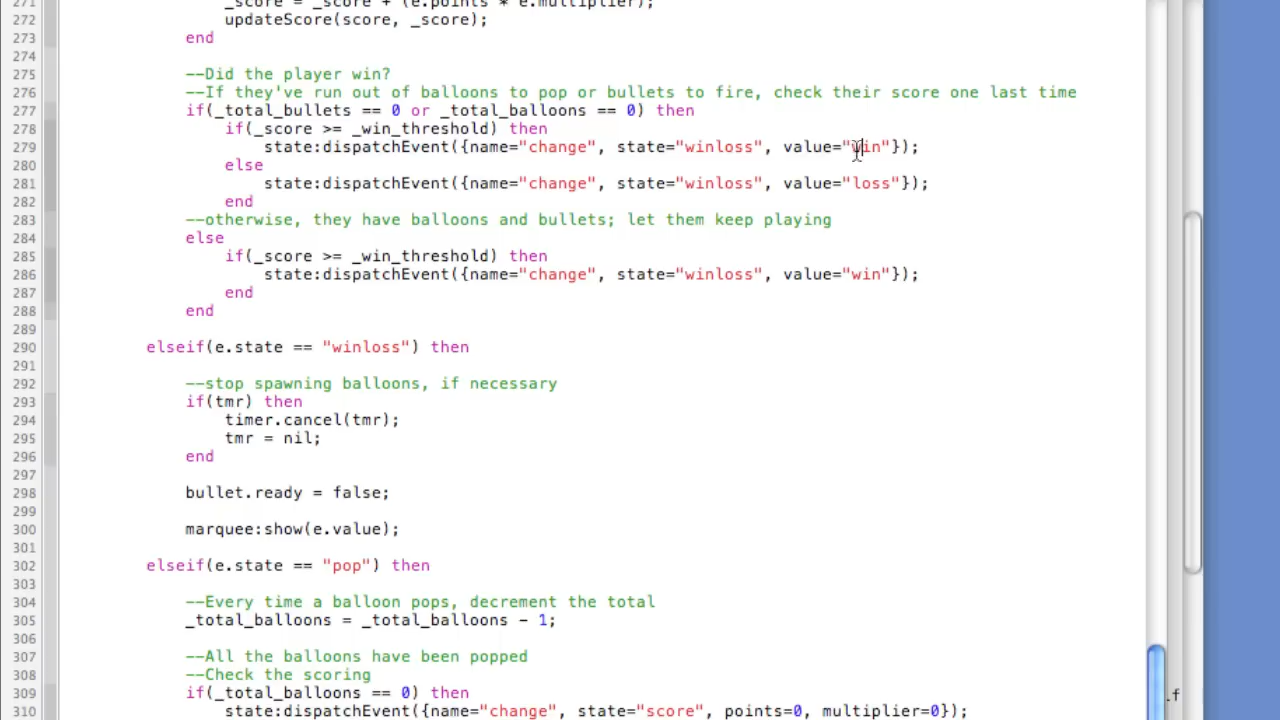 271 _score = _score + (e.points * e.multiplier);
272 updateScore(score, _score);
273 end
274
275 --Did the player win?
276 --If they've run out of balloons to pop or bullets to fire, check their score one last time
277 if(_total_bullets == 0 or _total_balloons == 0) then
278 if(_score >= _win_threshold) then
279 state:dispatchEvent({name="change", state="winloss", value="win"});
280 else
281 state:dispatchEvent({name="change", state="winloss", value="loss"});
282 end
283 --otherwise, they have balloons and bullets; let them keep playing
284 else
285 if(_score >= _win_threshold) then
286 state:dispatchEvent({name="change", state="winloss", value="win"});
287 end
288 end
289
290 elseif(e.state == "winloss") then
291
292 --stop spawning balloons, if necessary
293 if(tmr) then
294 timer.cancel(tmr);
295 tmr = nil;
296 end
297
298 bullet.ready = false;
299
300 marquee:show(e.value);
301
302 elseif(e.state == "pop") then
303
304 --Every time a balloon pops, decrement the total
305 _total_balloons = _total_balloons - 1;
306
307 --All the balloons have been popped
308 --Check the scoring
309 if(_total_balloons == 0) then
.f
310 state:dispatchEvent({name="change", state="score", points=0, multiplier=0});